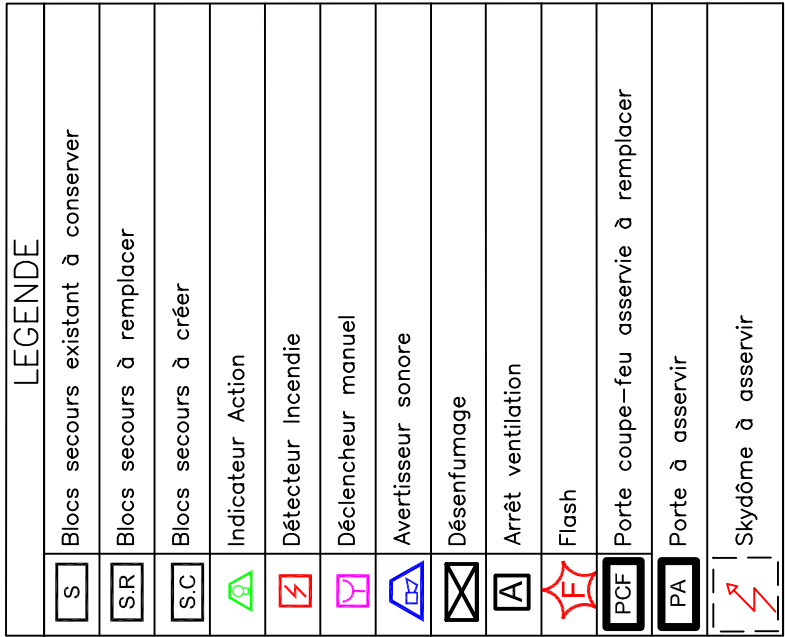 LEGENDE
S Blocs secours existant à conserver
S.R Blocs secours à remplacer
S.C Blocs secours à créer
Indicateur Action
Détecteur Incendie
Déclencheur manuel
Avertisseur sonore
Désenfumage
A Arrêt ventilation
F Flash
PCF Porte coupe-feu asservie à remplacer
PA Porte à asservir
Skydôme à asservir